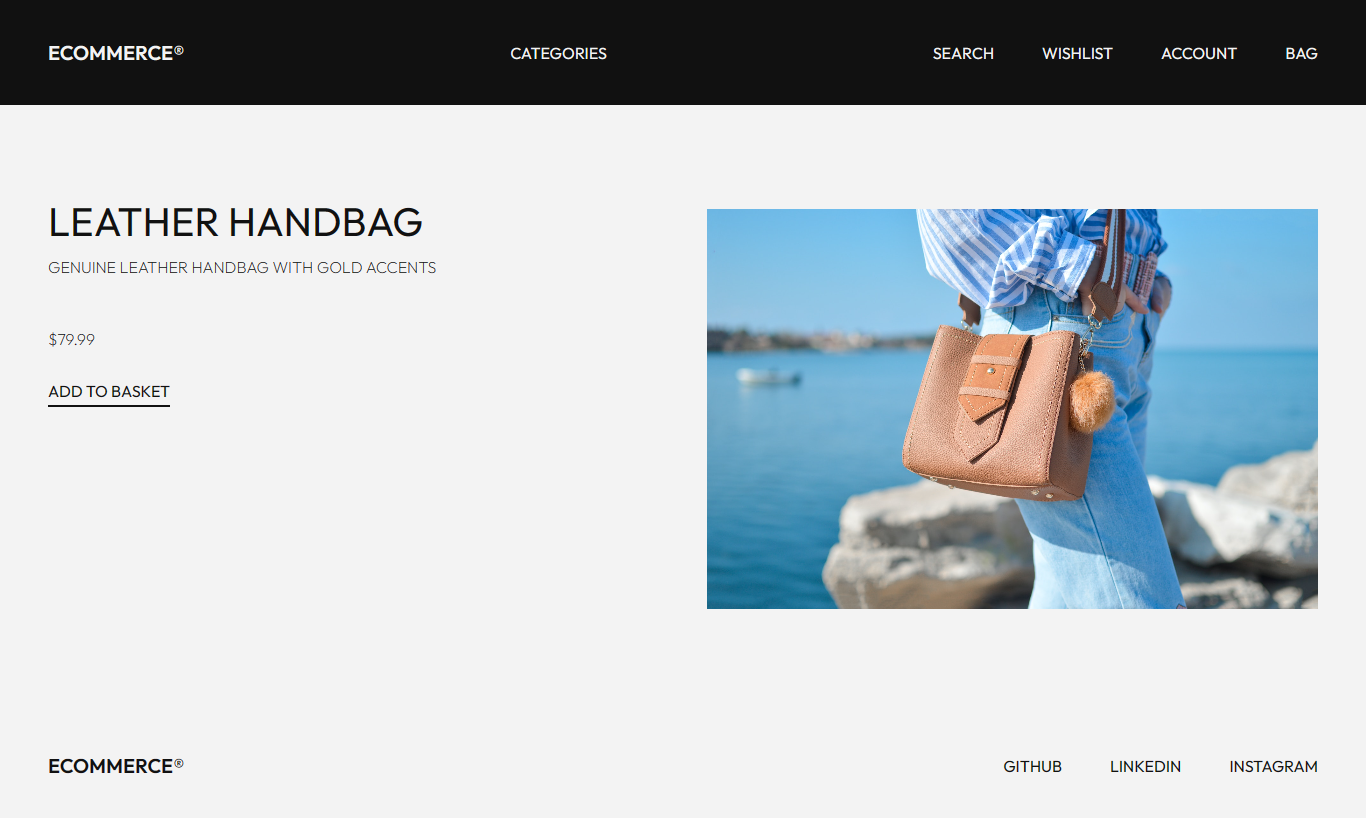 ECOMMERCE®
CATEGORIES
SEARCH WISHLIST ACCOUNT BAG
LEATHER HANDBAG
GENUINE LEATHER HANDBAG WITH GOLD ACCENTS
$79.99
ADD TO BASKET
ECOMMERCE®
GITHUB LINKEDIN INSTAGRAM